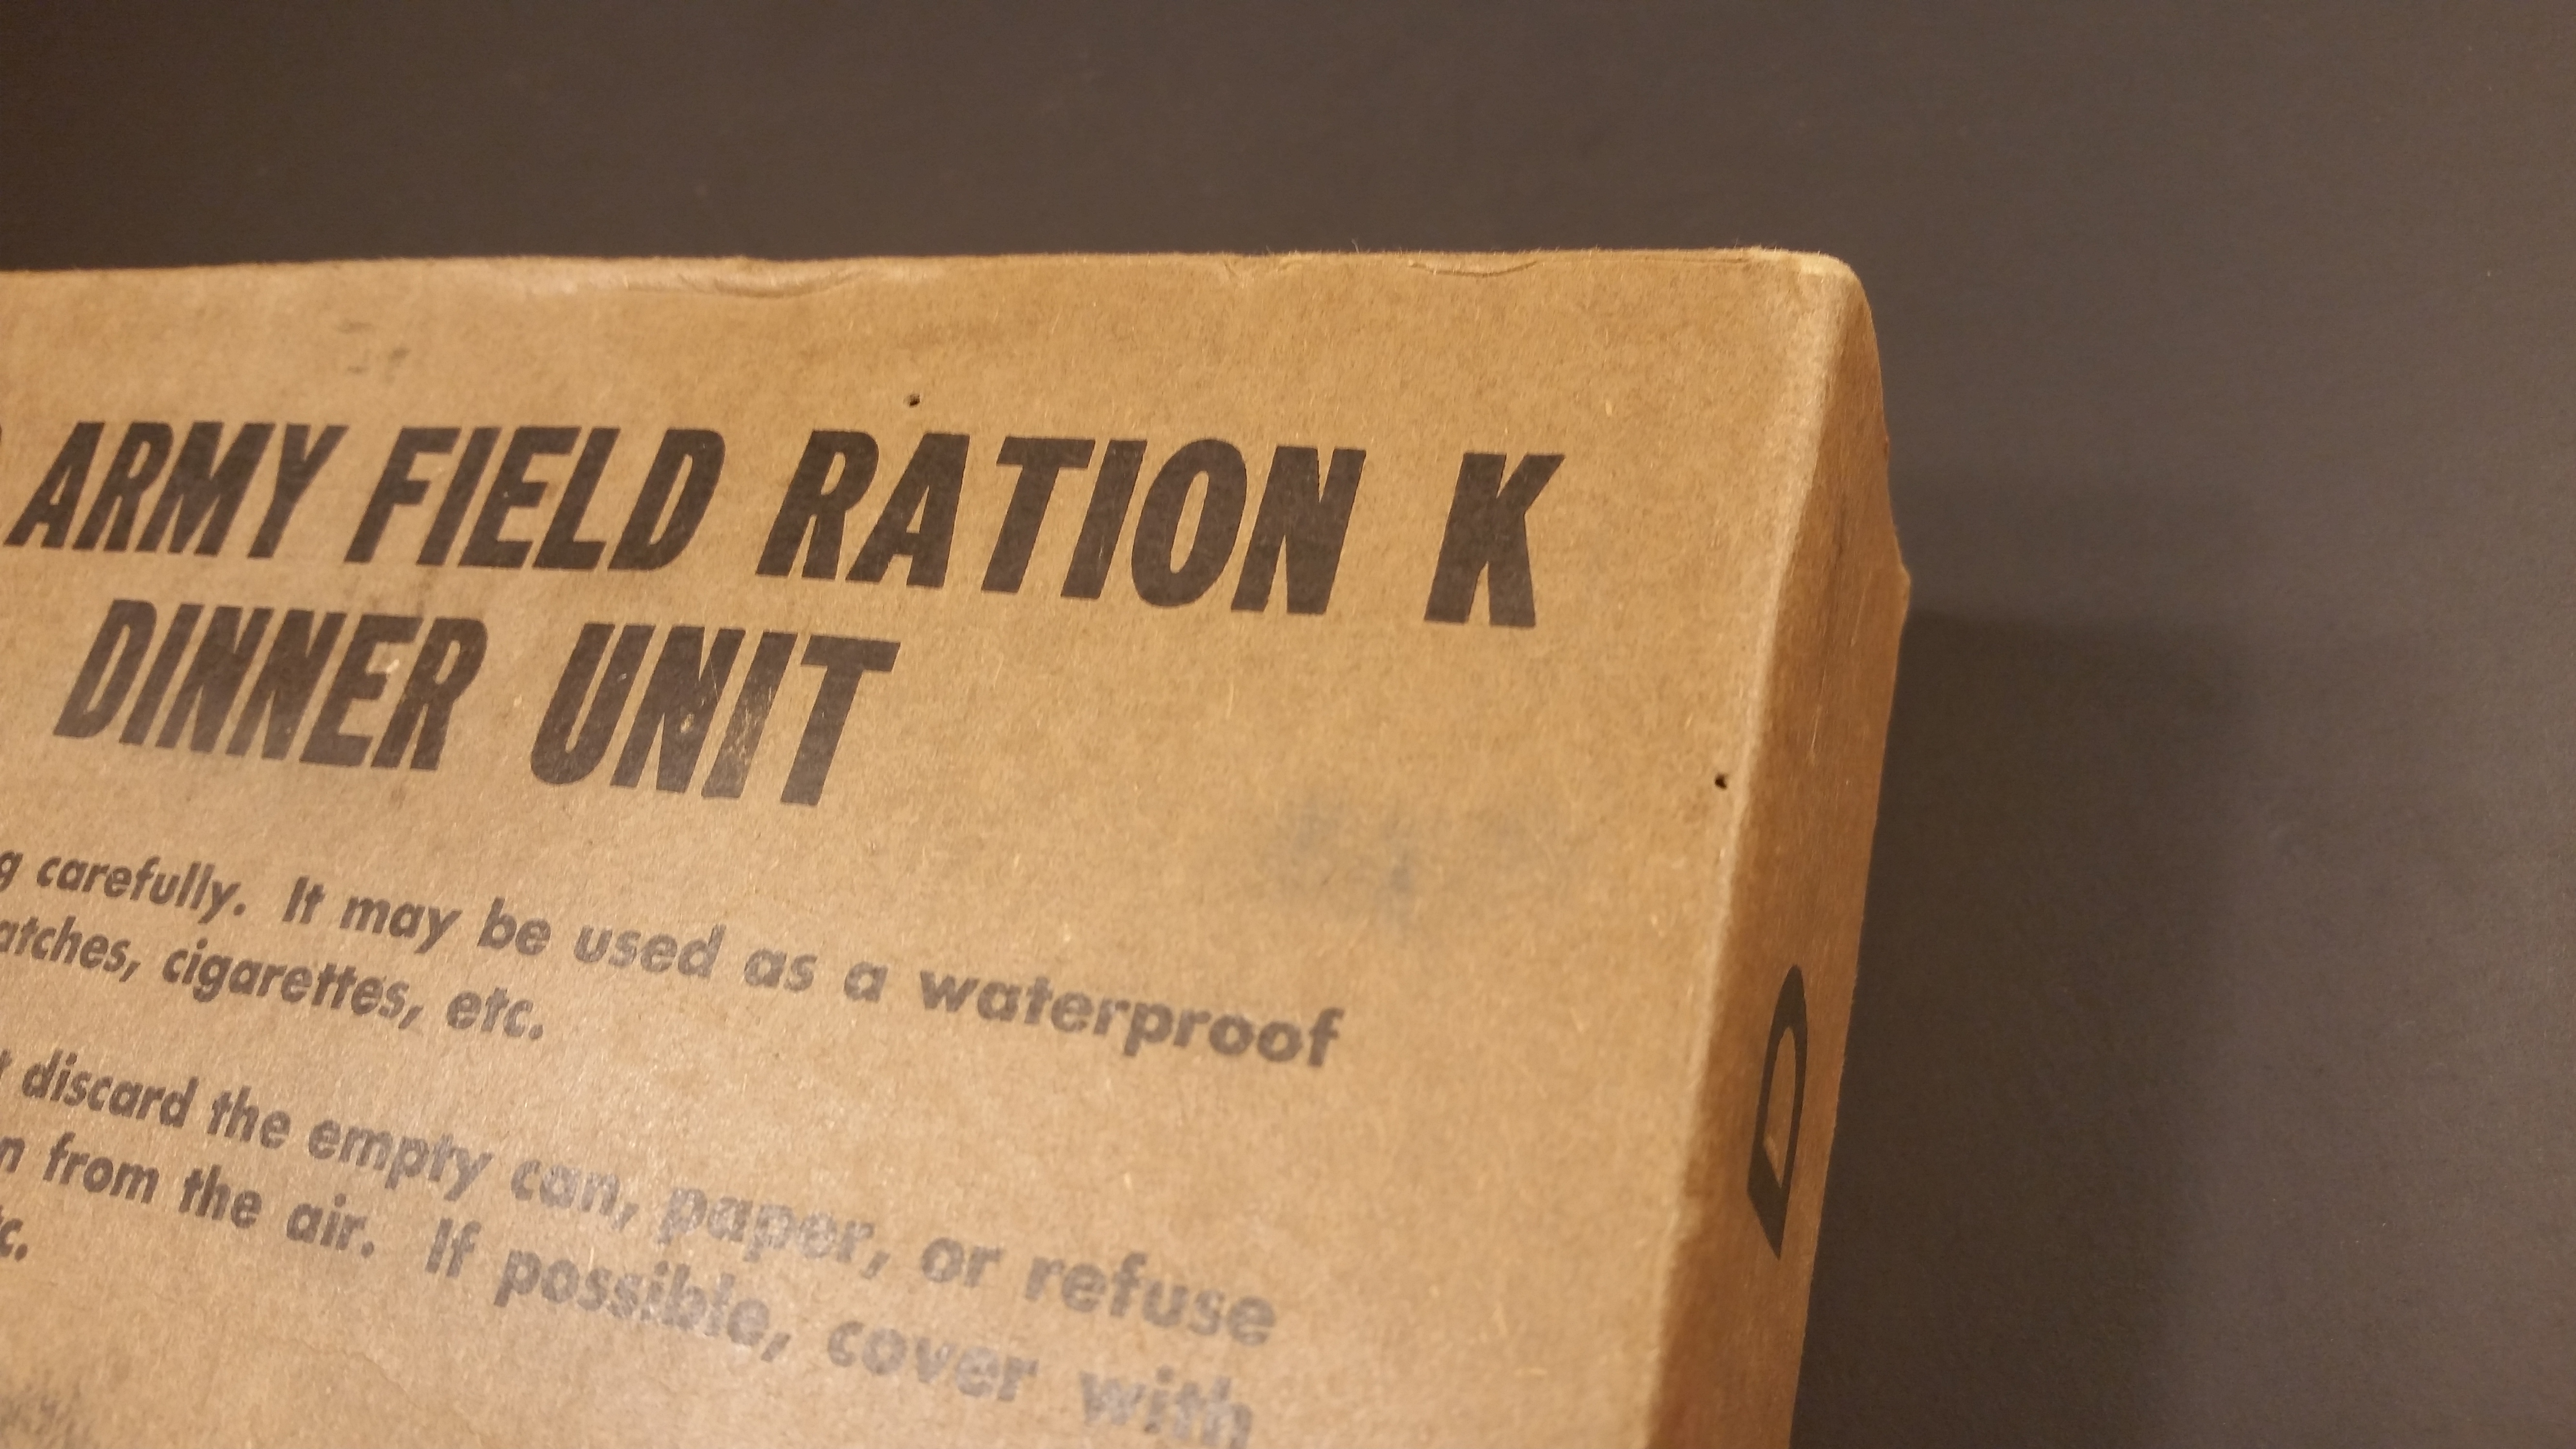 ARMY FIELD RATION K
DINNER UNIT
g carefully. It may be used as a waterproof
atches, cigarettes, etc.
t discard the empty can, paper, or refuse
n from the air. If possible, cover with
c.
D